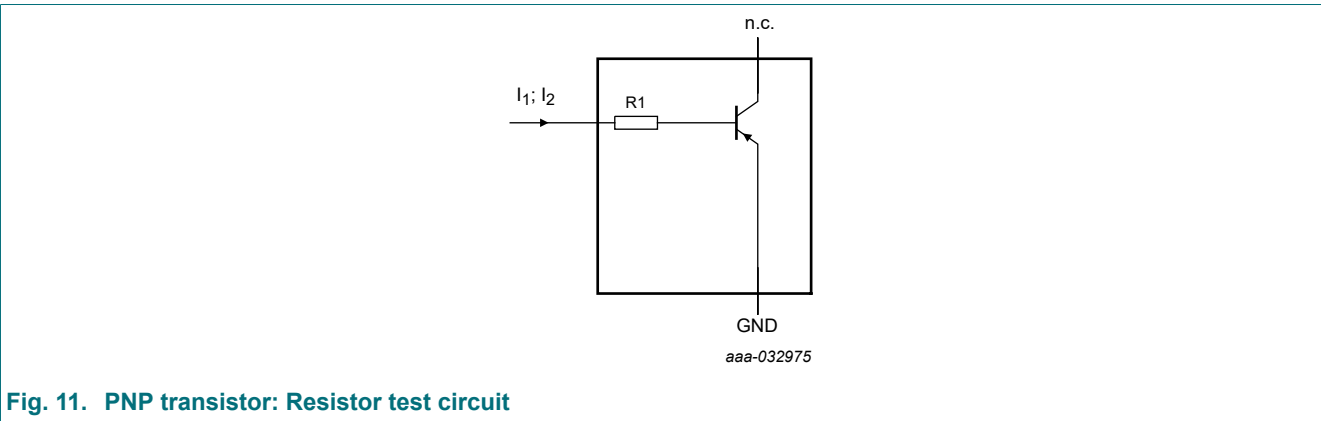 n.c.
I1; I2
R1
GND
aaa-032975
Fig. 11. PNP transistor: Resistor test circuit